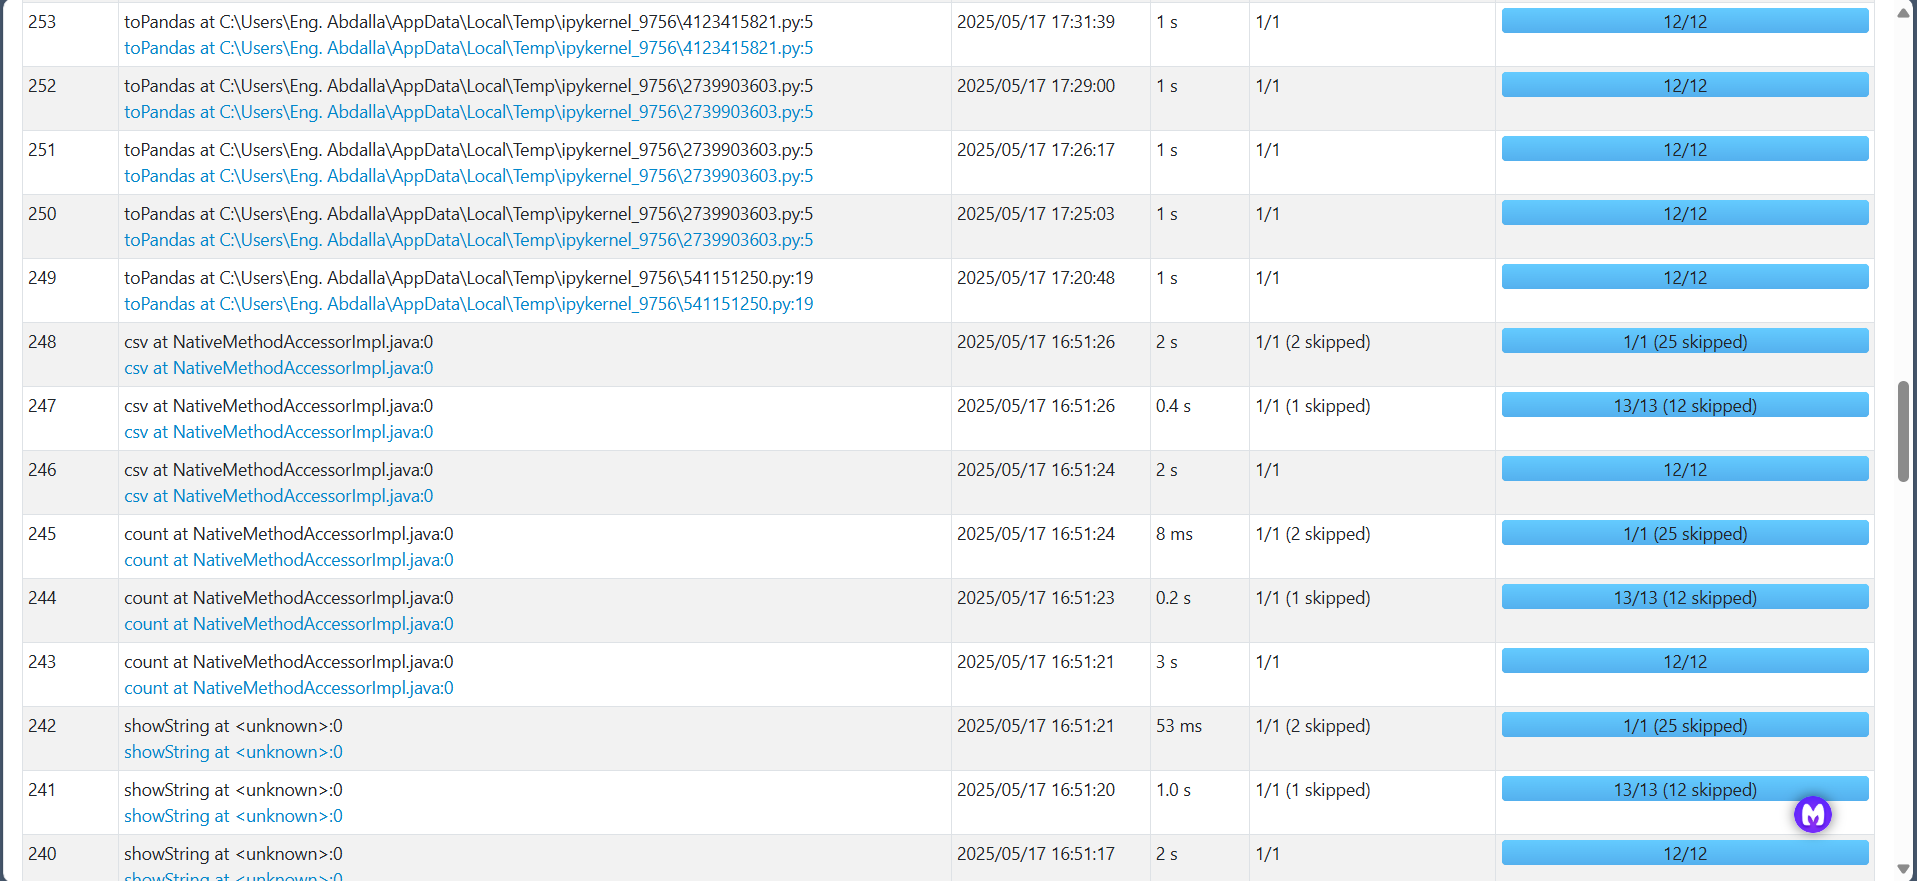 253 toPandas at C:\Users\Eng. Abdalla\AppData\Local\Temp\ipykernel_9756\4123415821.py:5 2025/05/17 17:31:39 1 s 1/1 12/12
toPandas at C:\Users\Eng. Abdalla\AppData\Local\Temp\ipykernel_9756\4123415821.py:5
252 toPandas at C:\Users\Eng. Abdalla\AppData\Local\Temp\ipykernel_9756\2739903603.py:5 2025/05/17 17:29:00 1 s 1/1 12/12
toPandas at C:\Users\Eng. Abdalla\AppData\Local\Temp\ipykernel_9756\2739903603.py:5
251 toPandas at C:\Users\Eng. Abdalla\AppData\Local\Temp\ipykernel_9756\2739903603.py:5 2025/05/17 17:26:17 1 s 1/1 12/12
toPandas at C:\Users\Eng. Abdalla\AppData\Local\Temp\ipykernel_9756\2739903603.py:5
250 toPandas at C:\Users\Eng. Abdalla\AppData\Local\Temp\ipykernel_9756\2739903603.py:5 2025/05/17 17:25:03 1 s 1/1 12/12
toPandas at C:\Users\Eng. Abdalla\AppData\Local\Temp\ipykernel_9756\2739903603.py:5
249 toPandas at C:\Users\Eng. Abdalla\AppData\Local\Temp\ipykernel_9756\541151250.py:19 2025/05/17 17:20:48 1 s 1/1 12/12
toPandas at C:\Users\Eng. Abdalla\AppData\Local\Temp\ipykernel_9756\541151250.py:19
248 csv at NativeMethodAccessorImpl.java:0 2025/05/17 16:51:26 2 s 1/1 (2 skipped) 1/1 (25 skipped)
csv at NativeMethodAccessorImpl.java:0
247 csv at NativeMethodAccessorImpl.java:0 2025/05/17 16:51:26 0.4 s 1/1 (1 skipped) 13/13 (12 skipped)
csv at NativeMethodAccessorImpl.java:0
246 csv at NativeMethodAccessorImpl.java:0 2025/05/17 16:51:24 2 s 1/1 12/12
csv at NativeMethodAccessorImpl.java:0
245 count at NativeMethodAccessorImpl.java:0 2025/05/17 16:51:24 8 ms 1/1 (2 skipped) 1/1 (25 skipped)
count at NativeMethodAccessorImpl.java:0
244 count at NativeMethodAccessorImpl.java:0 2025/05/17 16:51:23 0.2 s 1/1 (1 skipped) 13/13 (12 skipped)
count at NativeMethodAccessorImpl.java:0
243 count at NativeMethodAccessorImpl.java:0 2025/05/17 16:51:21 3 s 1/1 12/12
count at NativeMethodAccessorImpl.java:0
242 showString at <unknown>:0 2025/05/17 16:51:21 53 ms 1/1 (2 skipped) 1/1 (25 skipped)
showString at <unknown>:0
241 showString at <unknown>:0 2025/05/17 16:51:20 1.0 s 1/1 (1 skipped) 13/13 (12 skipped)
showString at <unknown>:0
240 showString at <unknown>:0 2025/05/17 16:51:17 2 s 1/1 12/12
showString at <unknown>:0